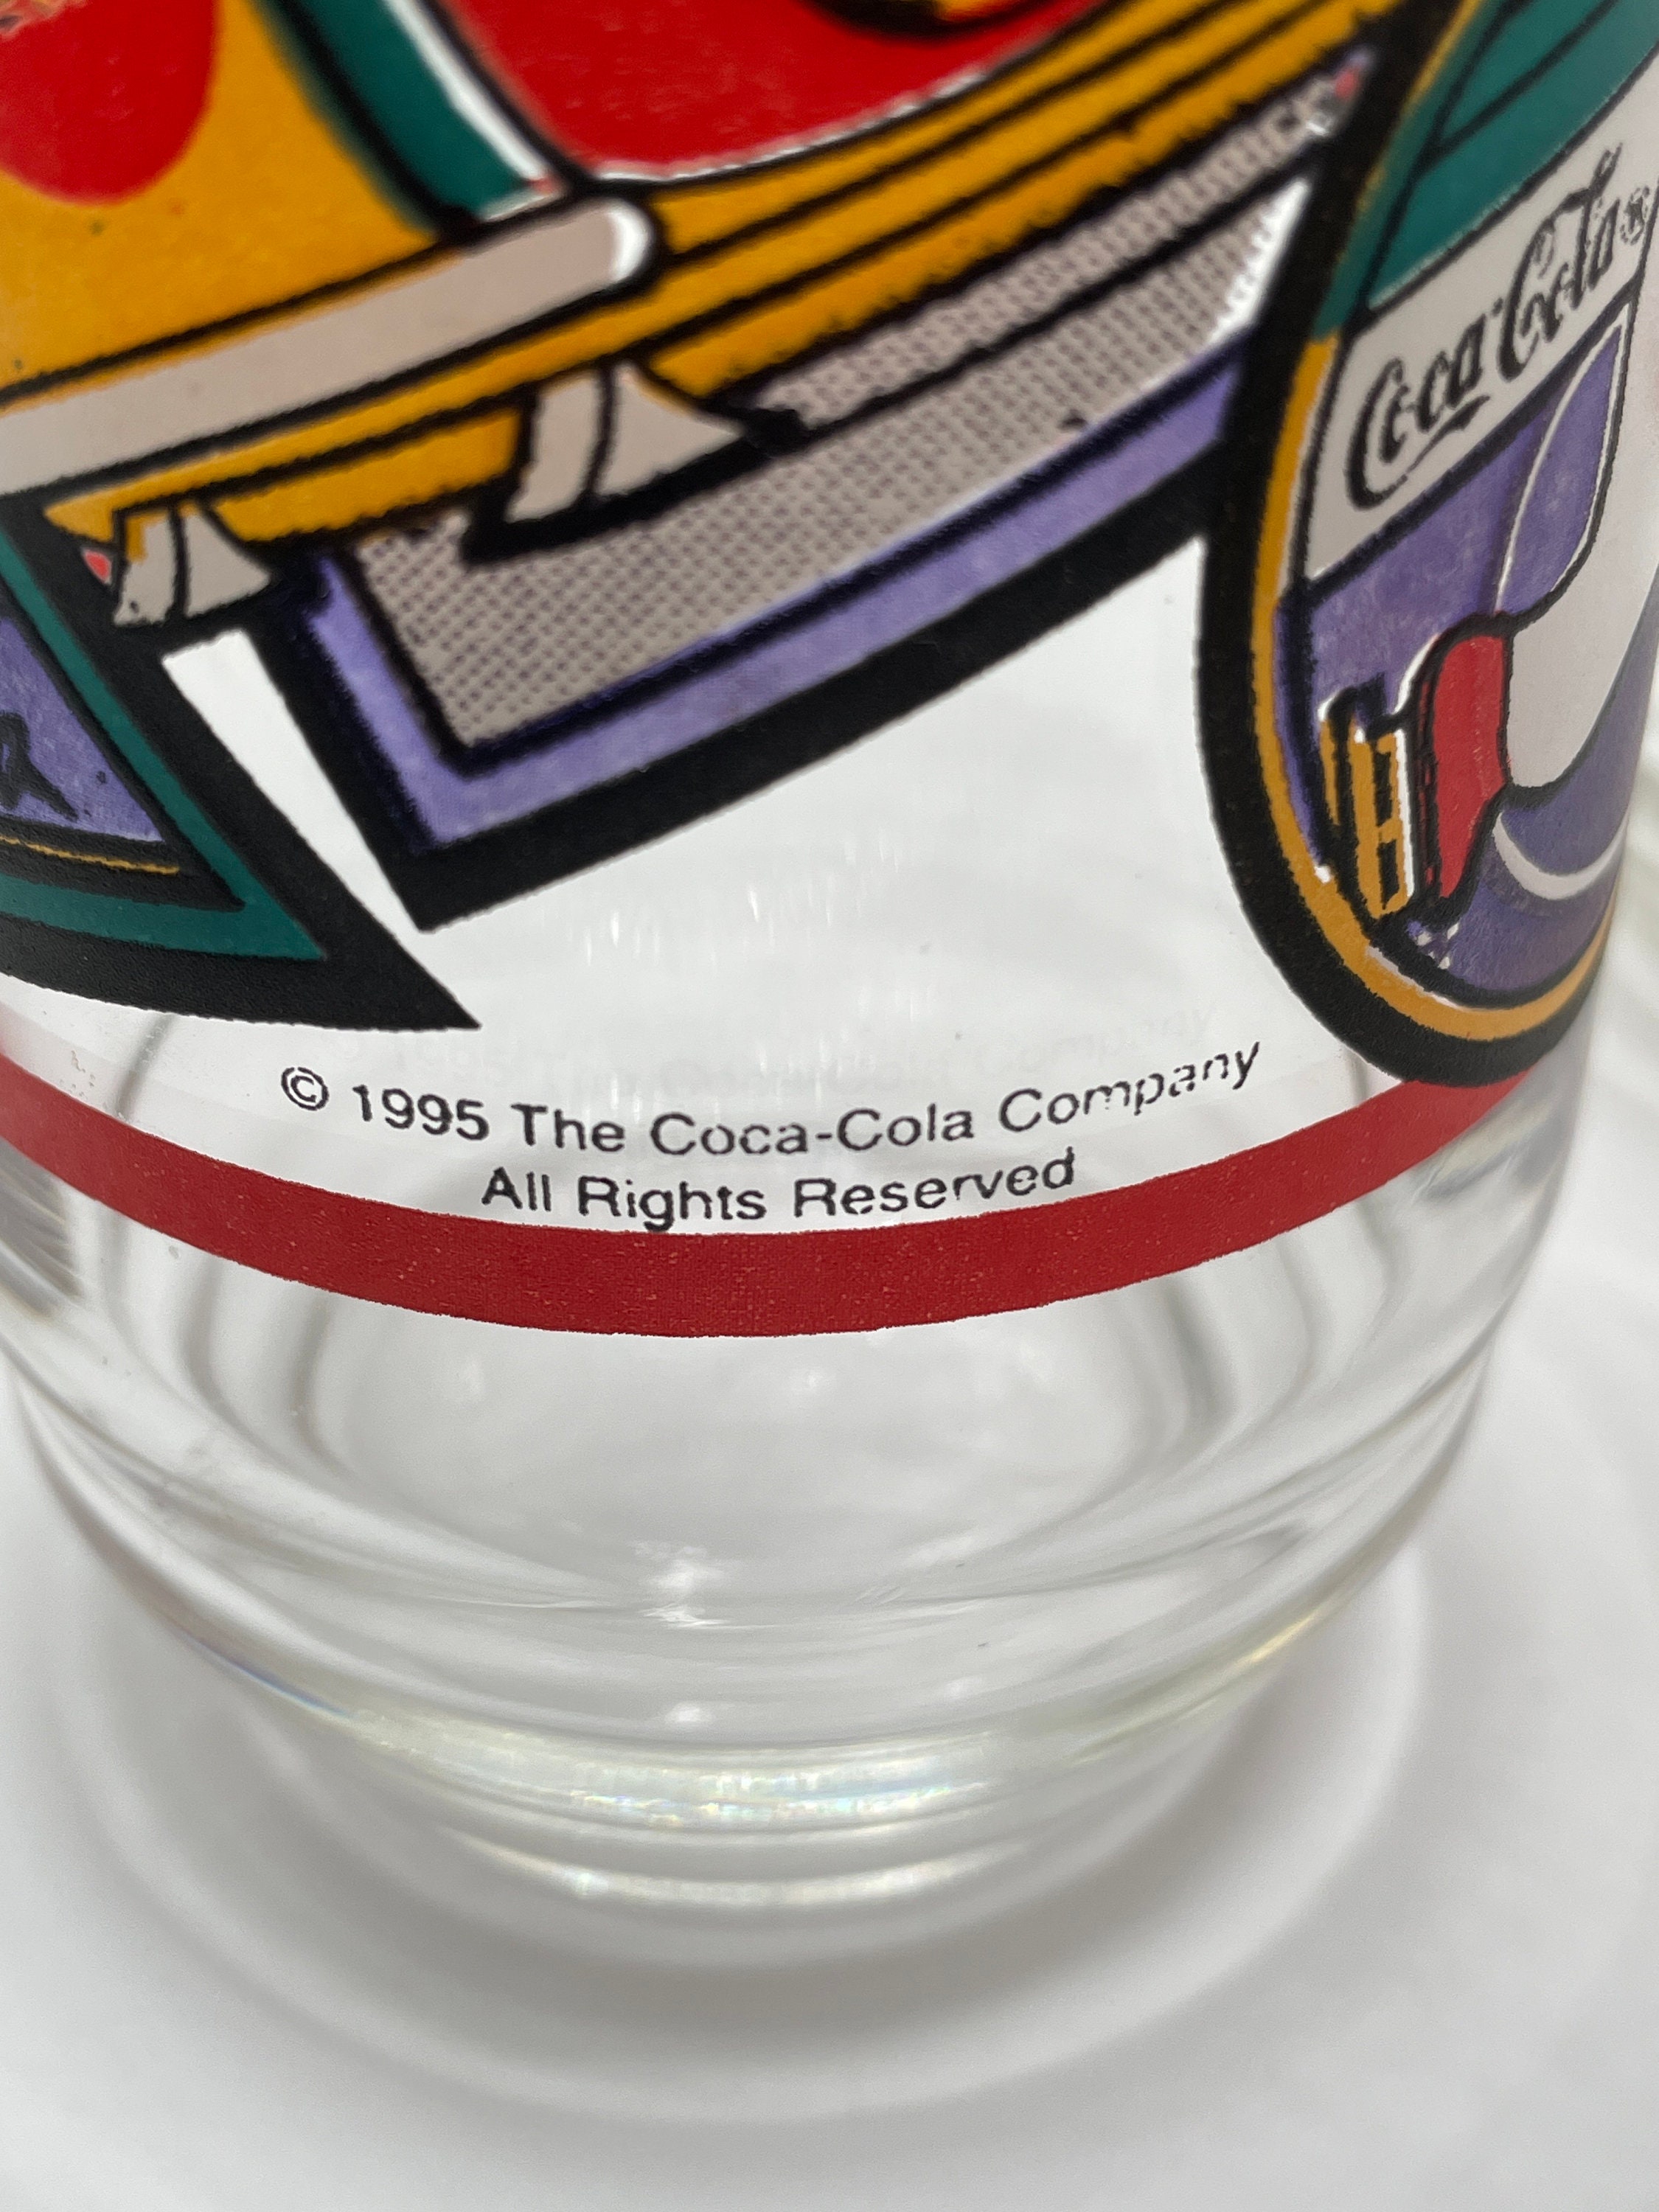 Coca-Cola®
© 1995 The Coca-Cola Company
All Rights Reserved